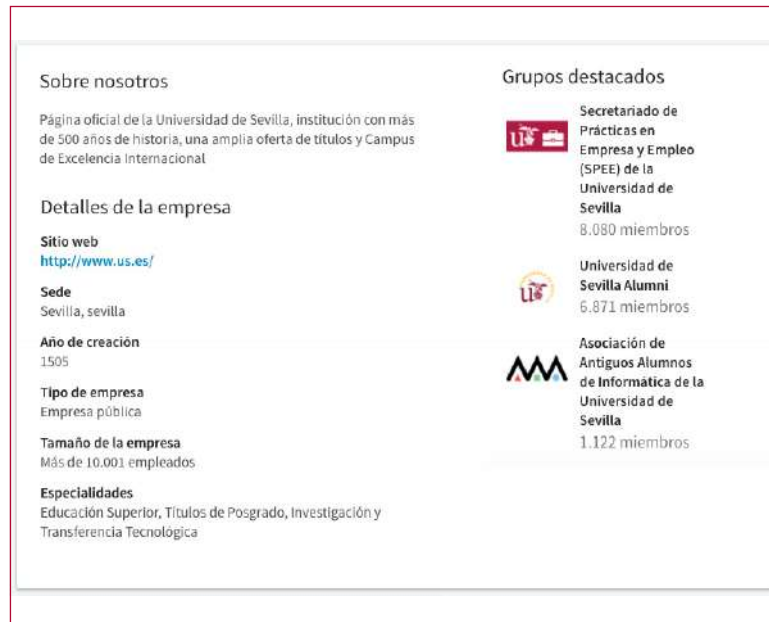 Sobre nosotros
Página oficial de la Universidad de Sevilla, institución con más
de 500 años de historia, una amplia oferta de títulos y Campus
de Excelencia Internacional
Detalles de la empresa
Sitio web
http://www.us.es/
Sede
Sevilla, sevilla
Año de creación
1505
Tipo de empresa
Empresa pública
Tamaño de la empresa
Más de 10.001 empleados
Especialidades
Educación Superior, Títulos de Posgrado, Investigación y
Transferencia Tecnológica
Grupos destacados
us
Secretariado de
Prácticas en
Empresa y Empleo
(SPEE) de la
Universidad de
Sevilla
8.080 miembros
us
Universidad de
Sevilla Alumni
6.871 miembros
Asociación de
Antiguos Alumnos
de Informática de la
Universidad de
Sevilla
1.122 miembros